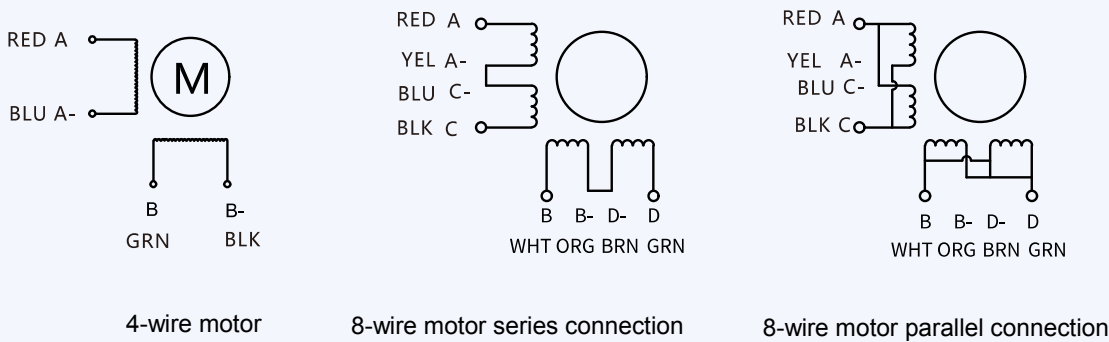 RED A
BLU A-
M
B B-
GRN BLK
4-wire motor
RED A
YEL A-
BLU C-
BLK C
B B- D- D
WHT ORG BRN GRN
8-wire motor series connection
RED A
YEL A-
BLU C-
BLK C
B B- D- D
WHT ORG BRN GRN
8-wire motor parallel connection